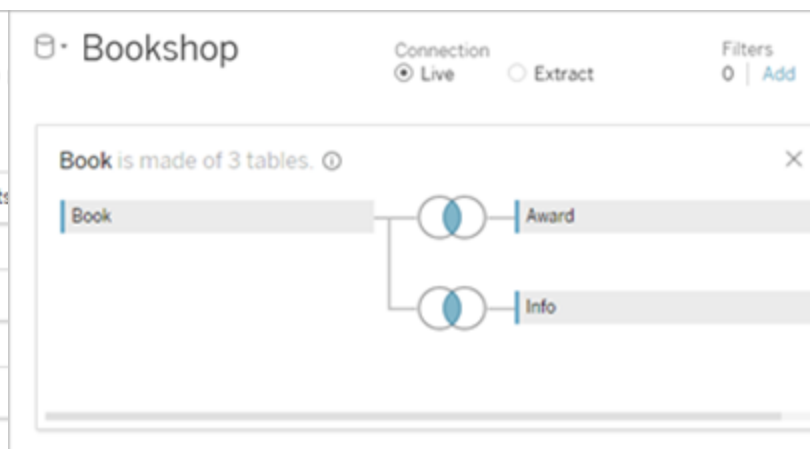 Bookshop
Connection
Live Extract
Filters
0 Add
Book is made of 3 tables.
Book
Award
Info